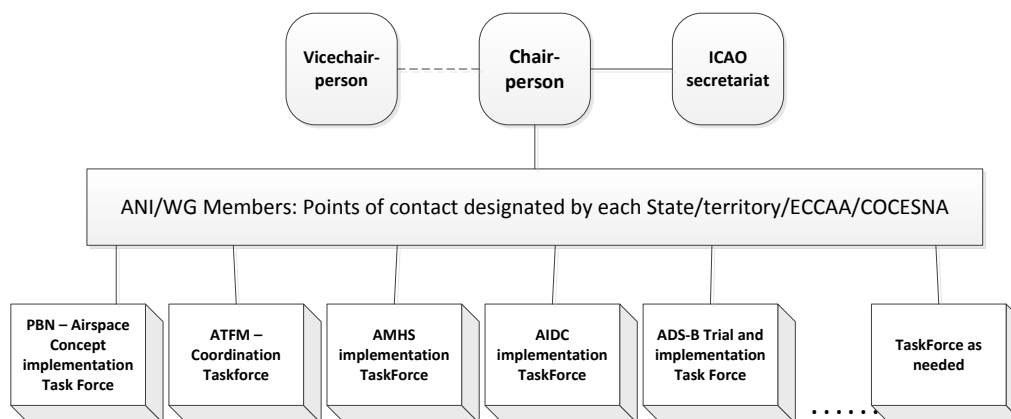 Vicechair-
person
Chair-
person
ICAO
secretariat
ANI/WG Members: Points of contact designated by each State/territory/ECCAA/COCESNA
PBN – Airspace
Concept
implementation
Task Force
ATFM –
Coordination
Taskforce
AMHS
implementation
TaskForce
AIDC
implementation
TaskForce
ADS-B Trial and
implementation
Task Force
......
TaskForce as
needed